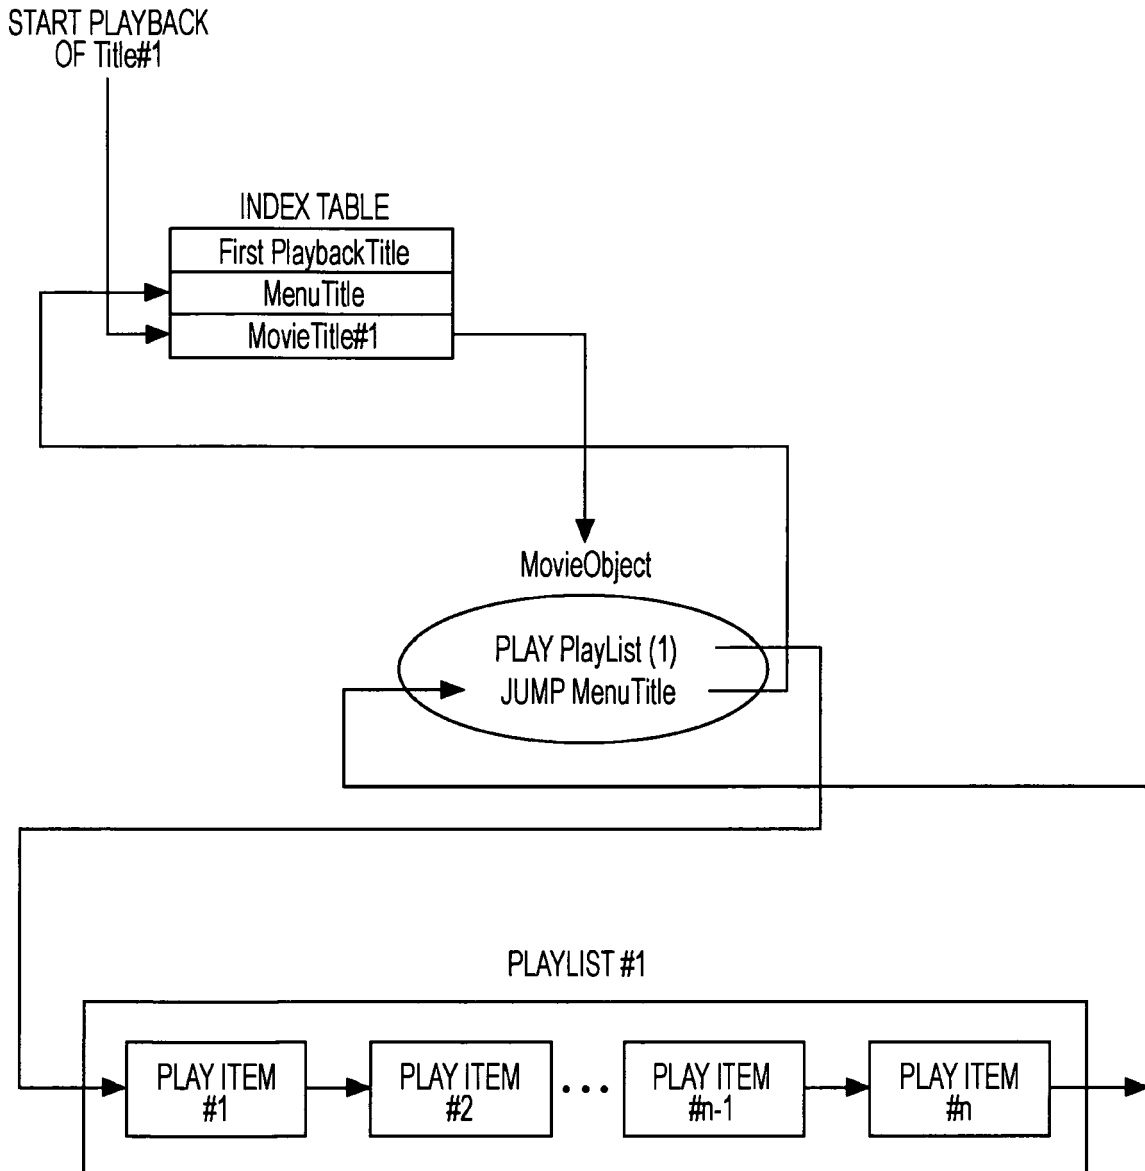 START PLAYBACK
OF Title#1
INDEX TABLE
First PlaybackTitle
MenuTitle
MovieTitle#1
MovieObject
PLAY PlayList (1)
JUMP MenuTitle
PLAYLIST #1
PLAY ITEM
#1
PLAY ITEM
#2
• • •
PLAY ITEM
#n-1
PLAY ITEM
#n